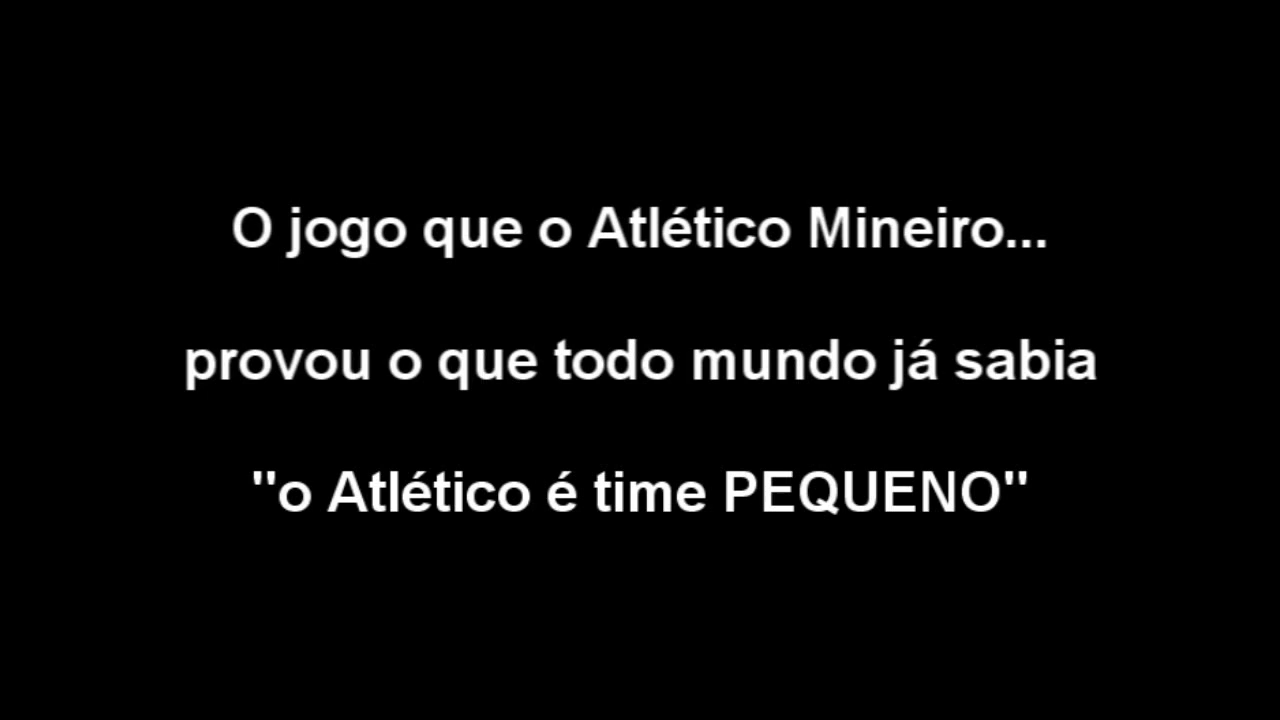 O jogo que o Atlético Mineiro...
provou o que todo mundo já sabia
"o Atlético é time PEQUENO"